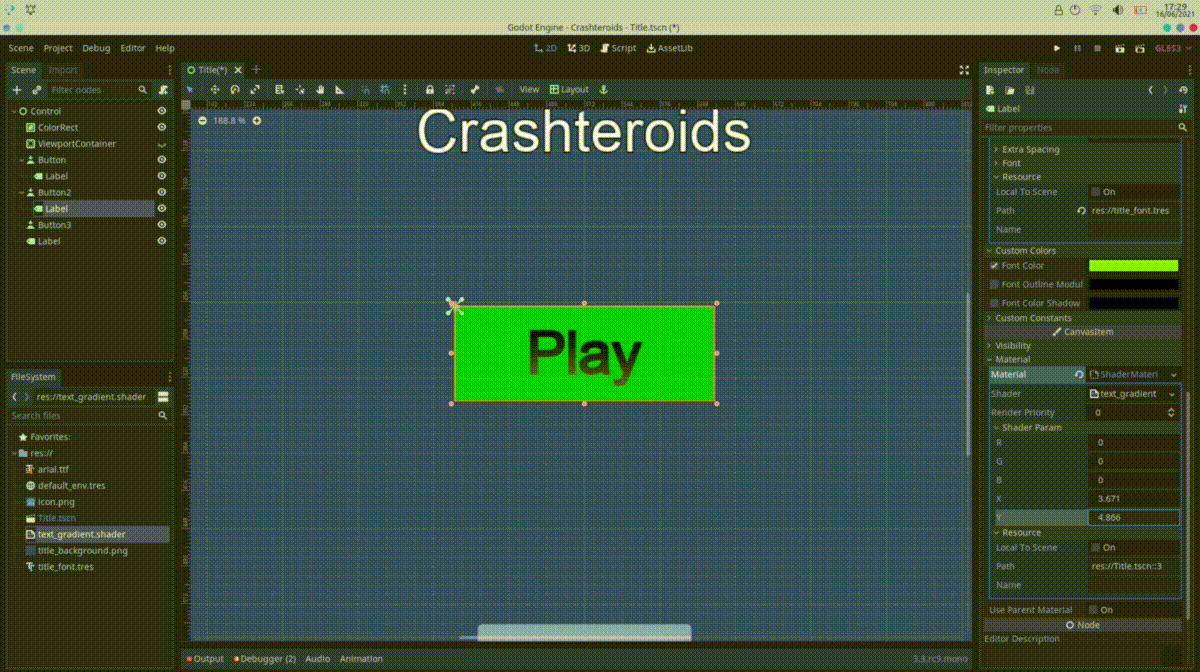 17:29
16/06/2021
Godot Engine - Crashteroids - Title.tscn (*)
Scene Project Debug Editor Help
2D 3D Script AssetLib
GLES3
Scene Import
Filter nodes
Control
ColorRect
ViewportContainer
Button
Label
Button2
Label
Button3
Label
FileSystem
res://text_gradient.shader
Search files
Favorites:
res://
arial.ttf
default_env.tres
icon.png
Title.tscn
text_gradient.shader
title_background.png
title_font.tres
Title(*)
View Layout
188.8 %
Crashteroids
Play
Output Debugger (2) Audio Animation
3.3.rc9.mono
Inspector Node
Label
Filter properties
Extra Spacing
Font
Resource
Local To Scene On
Path res://title_font.tres
Name
Custom Colors
Font Color
Font Outline Modul
Font Color Shadow
Custom Constants
CanvasItem
Visibility
Material
Material ShaderMateri
Shader text_gradient
Render Priority 0
Shader Param
R 0
G 0
B 0
X 3.671
Y 4.866
Resource
Local To Scene On
Path res://Title.tscn::3
Name
Use Parent Material On
Node
Editor Description